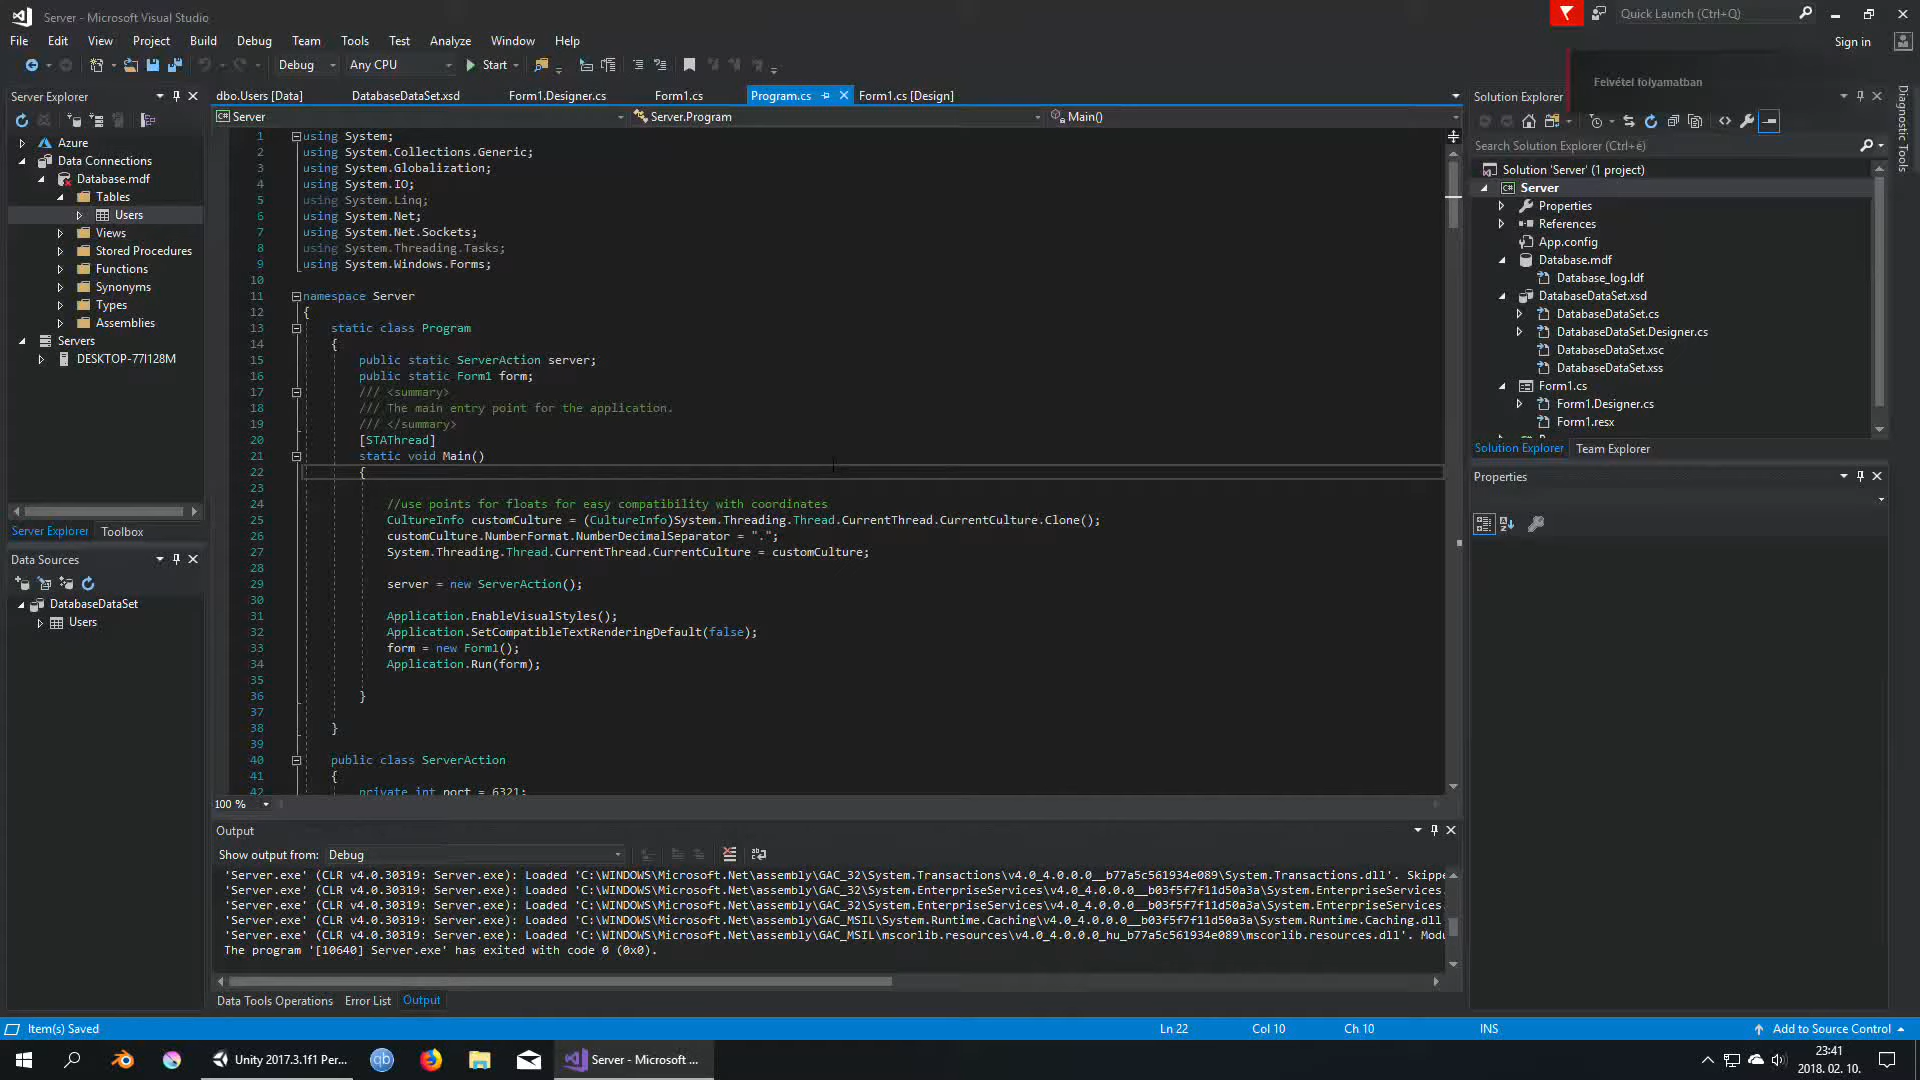 Server - Microsoft Visual Studio
Quick Launch (Ctrl+Q)
File Edit View Project Build Debug Team Tools Test Analyze Window Help
Sign in
Debug Any CPU Start
Felvétel folyamatban
Server Explorer
Azure
Data Connections
Database.mdf
Tables
Users
Views
Stored Procedures
Functions
Synonyms
Types
Assemblies
Servers
DESKTOP-77I128M
Server Explorer Toolbox
Data Sources
DatabaseDataSet
Users
dbo.Users [Data] DatabaseDataSet.xsd Form1.Designer.cs Form1.cs Program.cs Form1.cs [Design]
Server Server.Program Main()
1 using System;
2 using System.Collections.Generic;
3 using System.Globalization;
4 using System.IO;
5 using System.Linq;
6 using System.Net;
7 using System.Net.Sockets;
8 using System.Threading.Tasks;
9 using System.Windows.Forms;
10
11 namespace Server
12 {
13 static class Program
14 {
15 public static ServerAction server;
16 public static Form1 form;
17 /// <summary>
18 /// The main entry point for the application.
19 /// </summary>
20 [STAThread]
21 static void Main()
22 {
23
24 //use points for floats for easy compatibility with coordinates
25 CultureInfo customCulture = (CultureInfo)System.Threading.Thread.CurrentThread.CurrentCulture.Clone();
26 customCulture.NumberFormat.NumberDecimalSeparator = ".";
27 System.Threading.Thread.CurrentThread.CurrentCulture = customCulture;
28
29 server = new ServerAction();
30
31 Application.EnableVisualStyles();
32 Application.SetCompatibleTextRenderingDefault(false);
33 form = new Form1();
34 Application.Run(form);
35
36 }
37
38 }
39
40 public class ServerAction
41 {
42 private int port = 6321;
100 %
Output
Show output from: Debug
'Server.exe' (CLR v4.0.30319: Server.exe): Loaded 'C:\WINDOWS\Microsoft.Net\assembly\GAC_32\System.Transactions\v4.0_4.0.0.0__b77a5c561934e089\System.Transactions.dll'. Skippe
'Server.exe' (CLR v4.0.30319: Server.exe): Loaded 'C:\WINDOWS\Microsoft.Net\assembly\GAC_32\System.EnterpriseServices\v4.0_4.0.0.0__b03f5f7f11d50a3a\System.EnterpriseServices.
'Server.exe' (CLR v4.0.30319: Server.exe): Loaded 'C:\WINDOWS\Microsoft.Net\assembly\GAC_32\System.EnterpriseServices\v4.0_4.0.0.0__b03f5f7f11d50a3a\System.EnterpriseServices.
'Server.exe' (CLR v4.0.30319: Server.exe): Loaded 'C:\WINDOWS\Microsoft.Net\assembly\GAC_MSIL\System.Runtime.Caching\v4.0_4.0.0.0__b03f5f7f11d50a3a\System.Runtime.Caching.dll
'Server.exe' (CLR v4.0.30319: Server.exe): Loaded 'C:\WINDOWS\Microsoft.Net\assembly\GAC_MSIL\mscorlib.resources\v4.0_4.0.0.0_hu_b77a5c561934e089\mscorlib.resources.dll'. Modu
The program '[10640] Server.exe' has exited with code 0 (0x0).
Data Tools Operations Error List Output
Solution Explorer
Search Solution Explorer (Ctrl+é)
Solution 'Server' (1 project)
Server
Properties
References
App.config
Database.mdf
Database_log.ldf
DatabaseDataSet.xsd
DatabaseDataSet.cs
DatabaseDataSet.Designer.cs
DatabaseDataSet.xsc
DatabaseDataSet.xss
Form1.cs
Form1.Designer.cs
Form1.resx
Solution Explorer Team Explorer
Properties
Diagnostic Tools
Item(s) Saved Ln 22 Col 10 Ch 10 INS Add to Source Control
Unity 2017.3.1f1 Per... qb Server - Microsoft ...
23:41
2018. 02. 10.